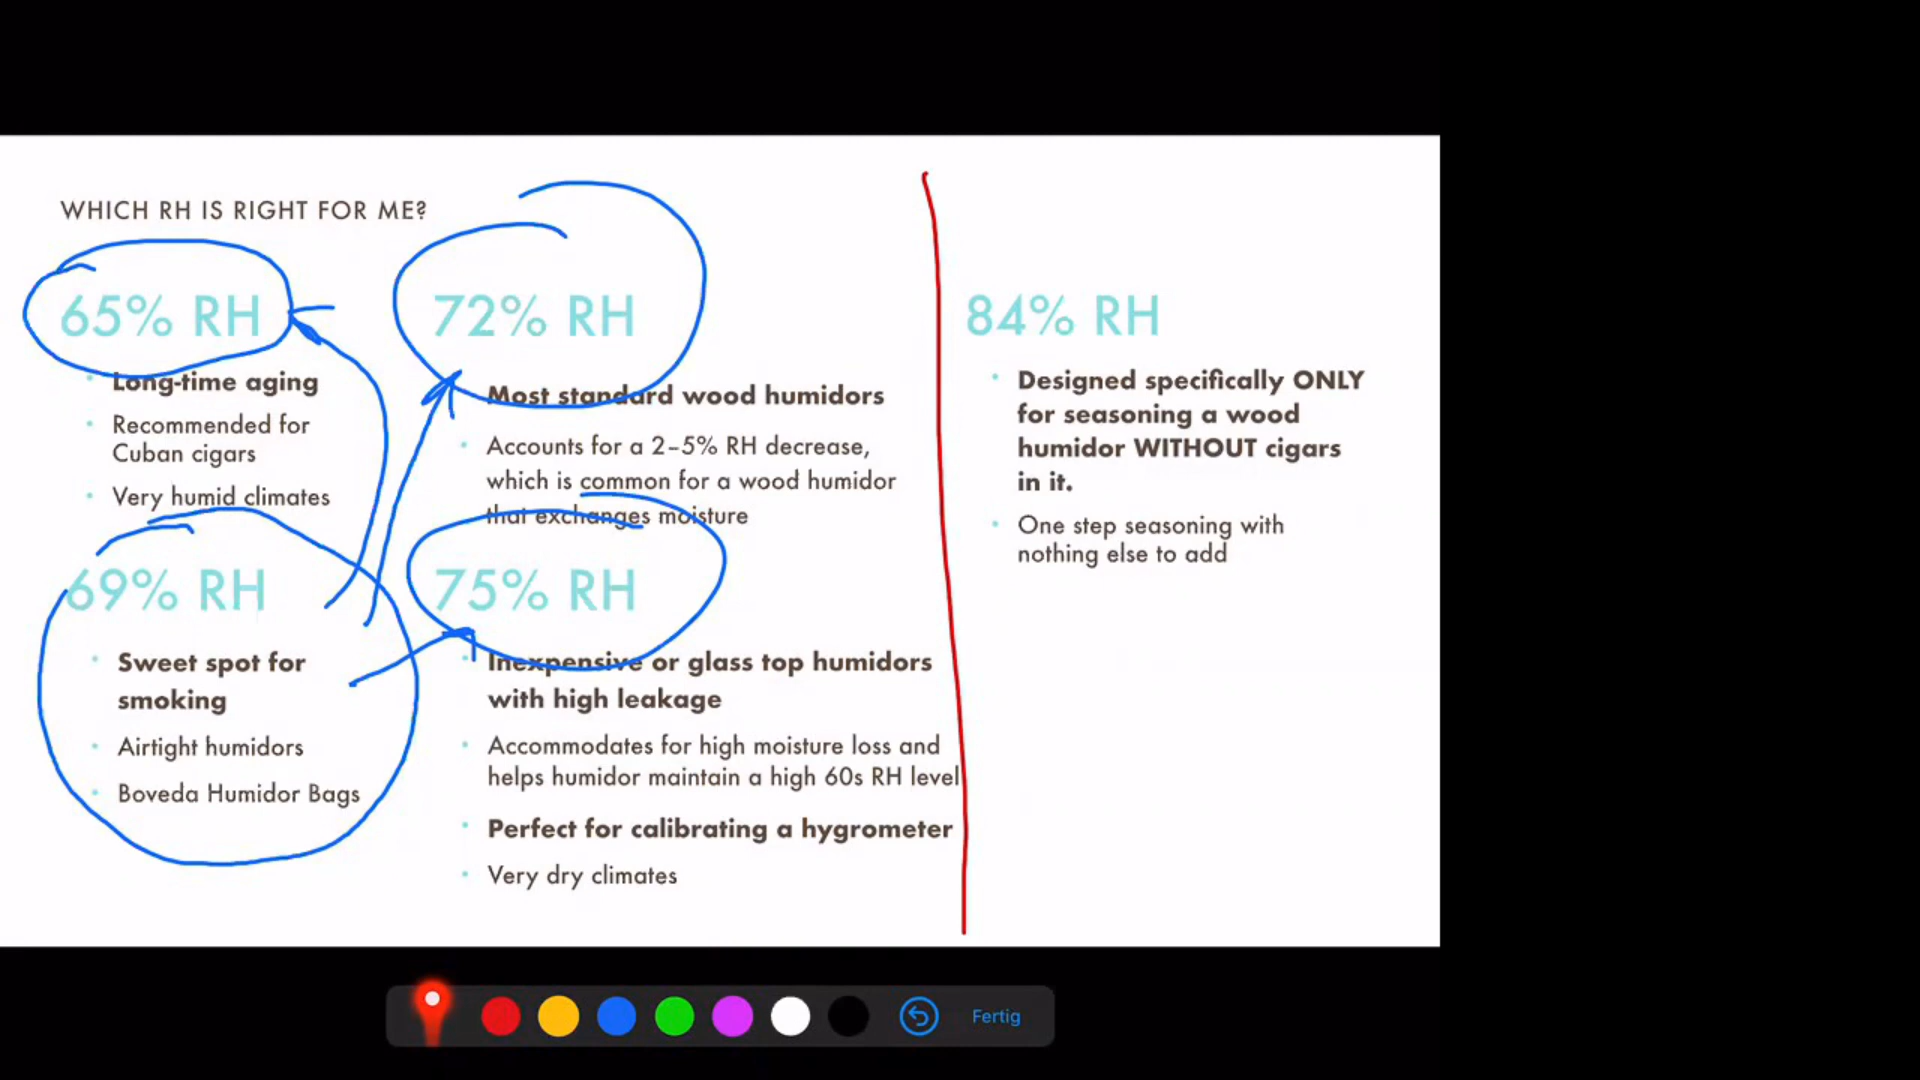 WHICH RH IS RIGHT FOR ME?
65% RH
Long-time aging
Recommended for
Cuban cigars
Very humid climates
69% RH
Sweet spot for
smoking
Airtight humidors
Boveda Humidor Bags
72% RH
Most standard wood humidors
Accounts for a 2–5% RH decrease,
which is common for a wood humidor
that exchanges moisture
75% RH
Inexpensive or glass top humidors
with high leakage
Accommodates for high moisture loss and
helps humidor maintain a high 60s RH level
Perfect for calibrating a hygrometer
Very dry climates
84% RH
Designed specifically ONLY
for seasoning a wood
humidor WITHOUT cigars
in it.
One step seasoning with
nothing else to add
Fertig